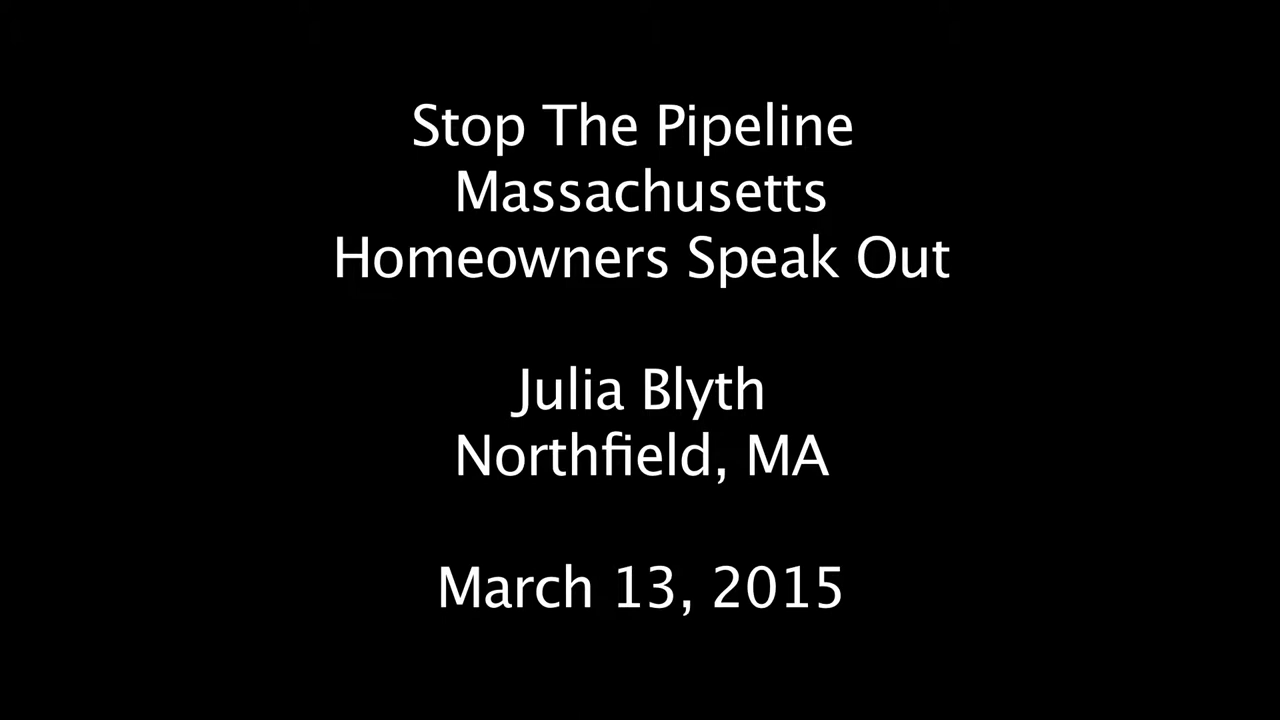 Stop The Pipeline
Massachusetts
Homeowners Speak Out
Julia Blyth
Northfield, MA
March 13, 2015